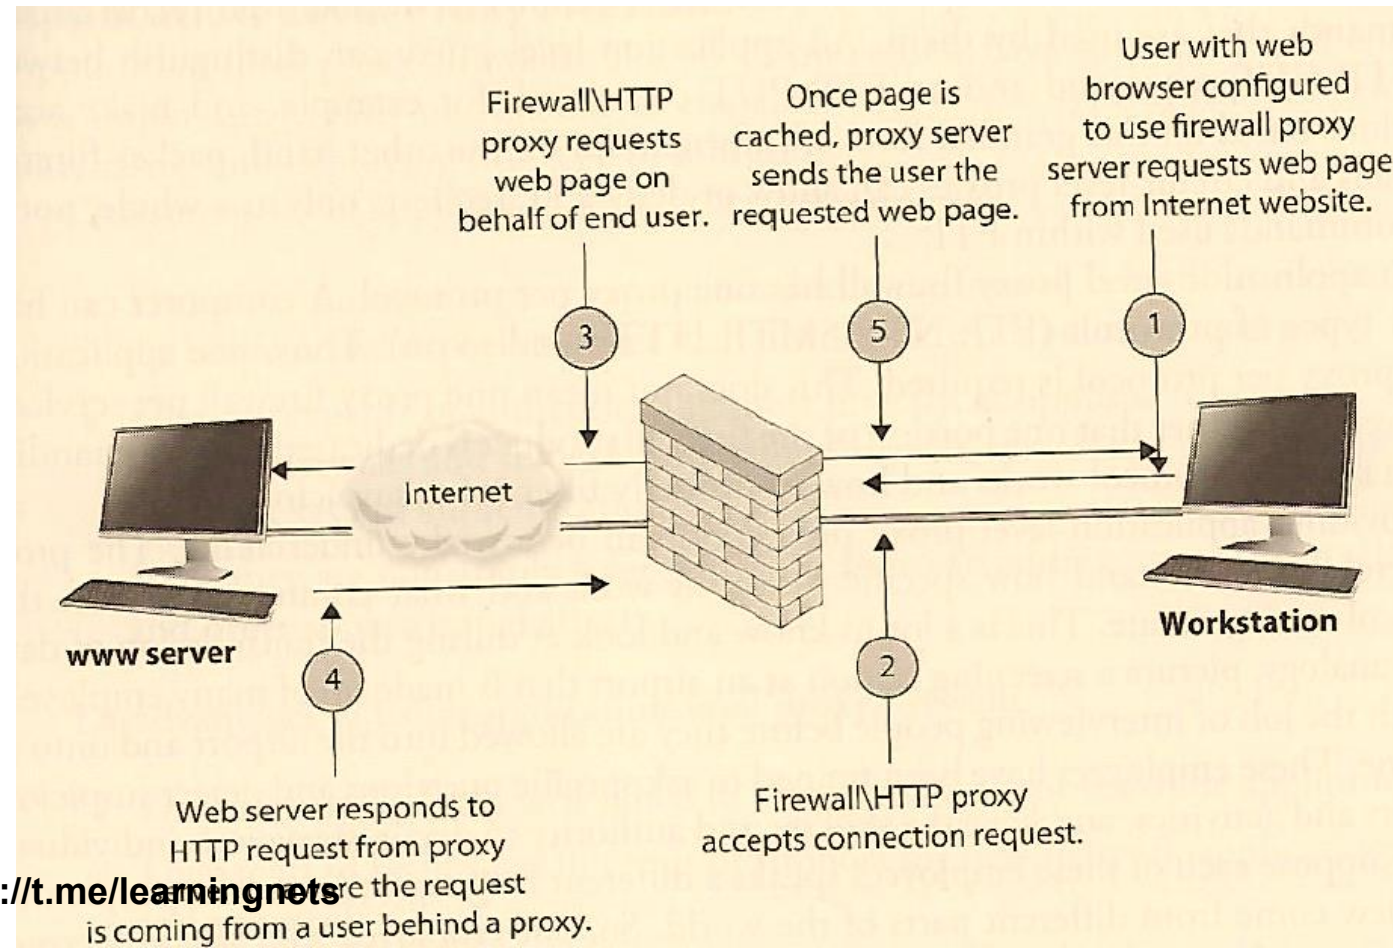 Firewall\HTTP
proxy requests
web page on
behalf of end user.
Once page is
cached, proxy server
sends the user the
requested web page.
User with web
browser configured
to use firewall proxy
server requests web page
from Internet website.
3
5
1
Internet
www server
Workstation
4
2
Web server responds to
HTTP request from proxy
the request
is coming from a user behind a proxy.
://t.me/learningnets
Firewall\HTTP proxy
accepts connection request.